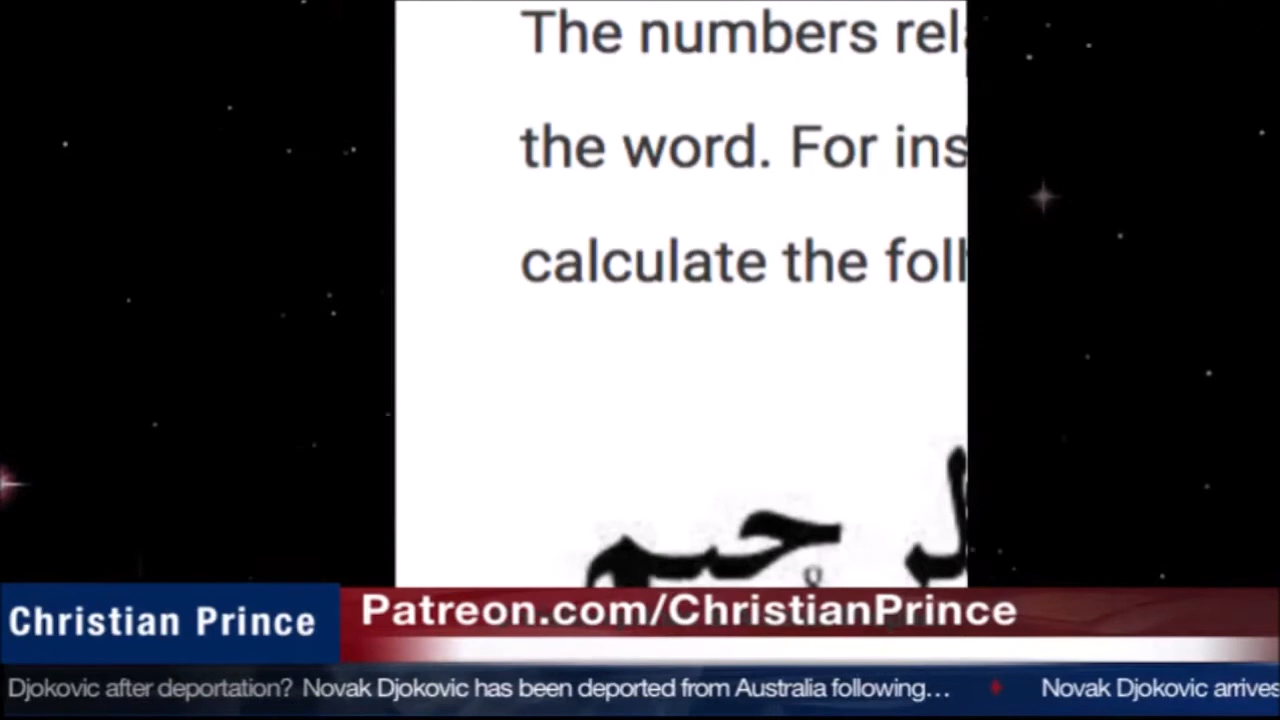 The numbers rel
the word. For ins
calculate the foll
Christian Prince
Patreon.com/ChristianPrince
Djokovic after deportation? Novak Djokovic has been deported from Australia following… Novak Djokovic arrives